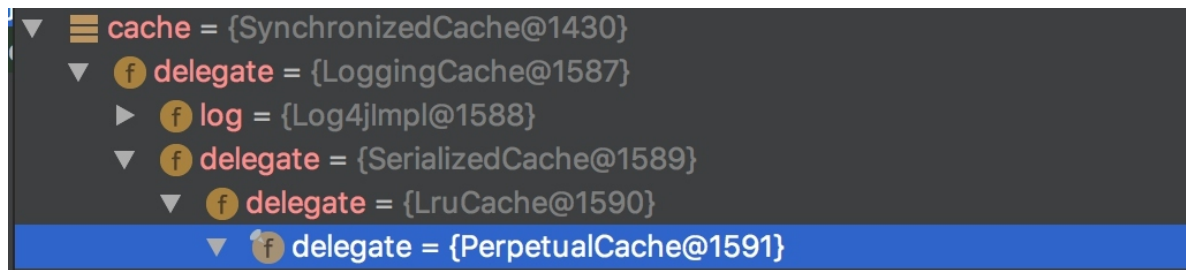 cache = {SynchronizedCache@1430}
delegate = {LoggingCache@1587}
log = {Log4jImpl@1588}
delegate = {SerializedCache@1589}
delegate = {LruCache@1590}
delegate = {PerpetualCache@1591}